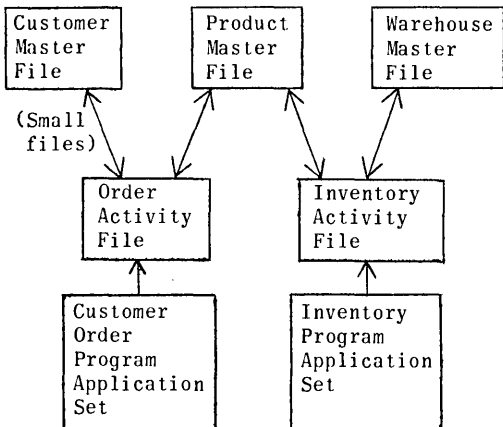 Customer
Master
File
Product
Master
File
Warehouse
Master
File
(Small
files)
Order
Activity
File
Inventory
Activity
File
Customer
Order
Program
Application
Set
Inventory
Program
Application
Set